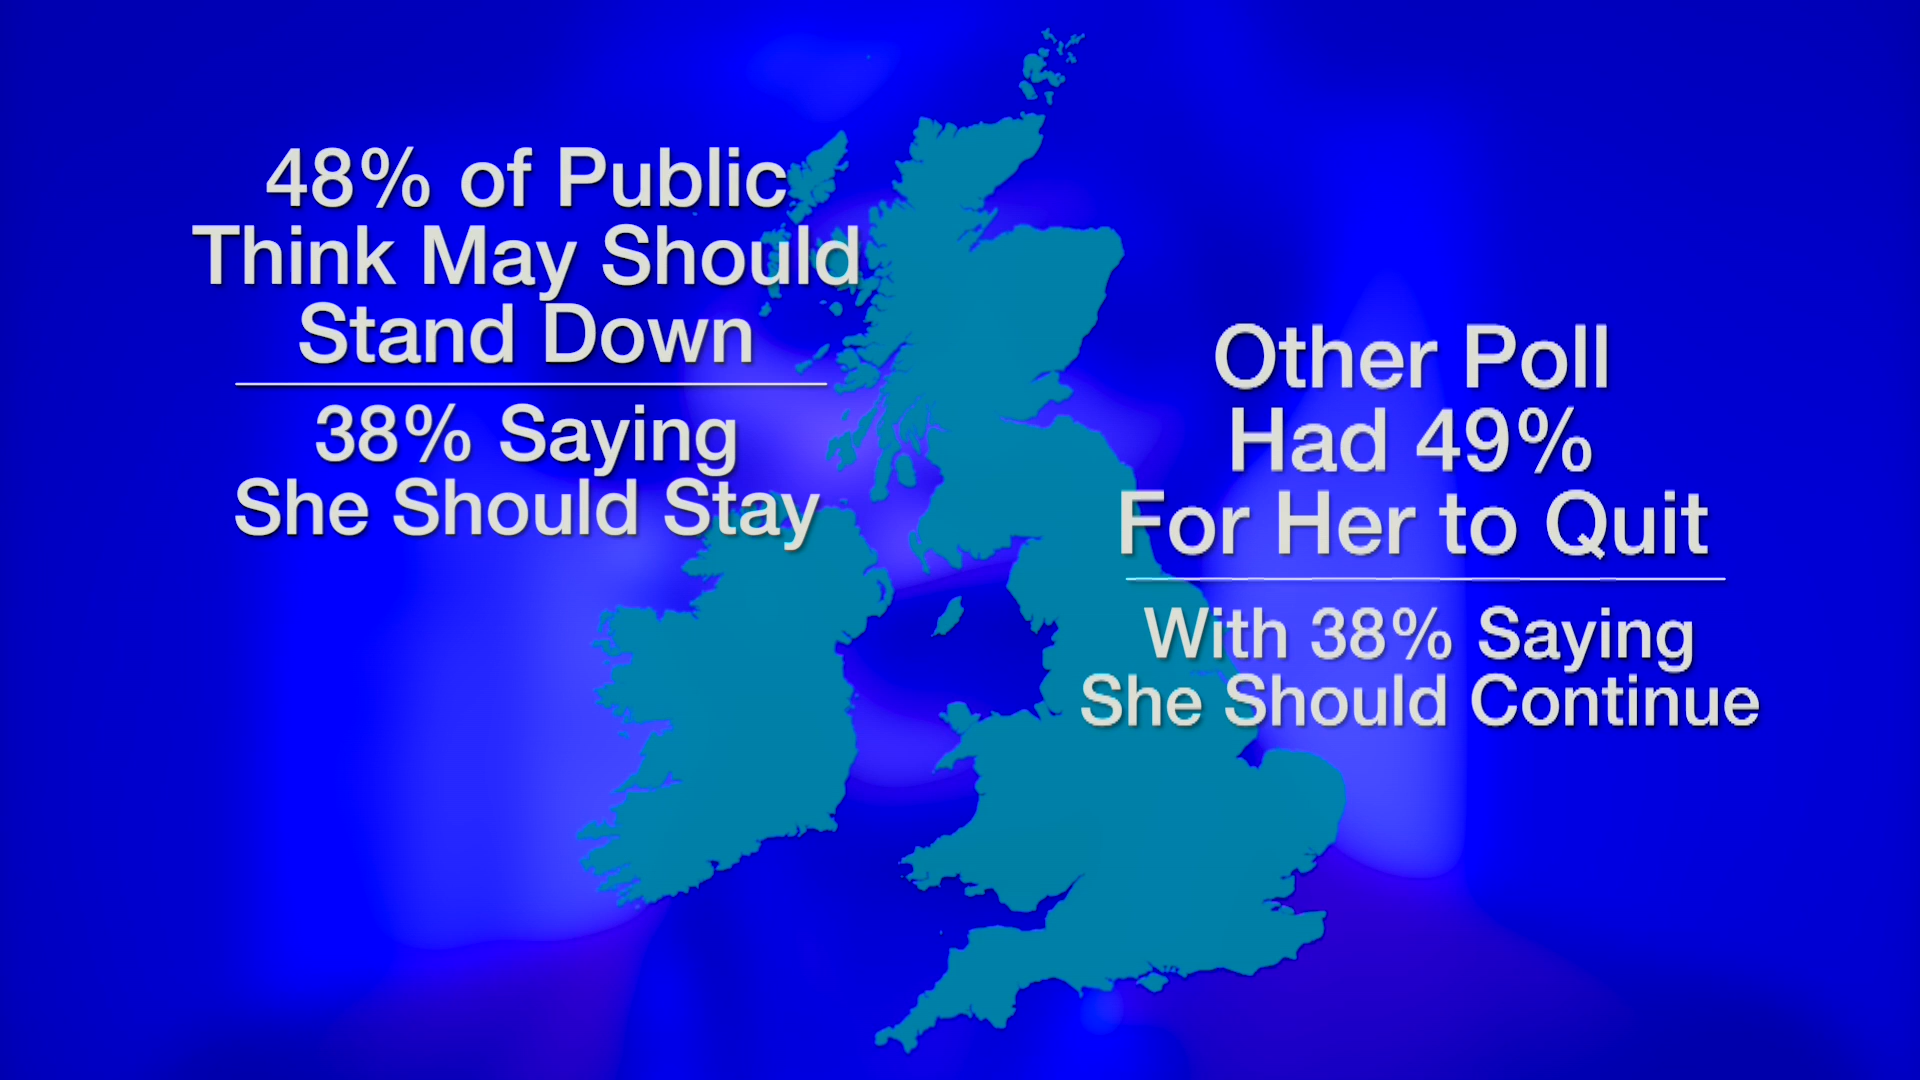 48% of Public
Think May Should
Stand Down
38% Saying
She Should Stay
Other Poll
Had 49%
For Her to Quit
With 38% Saying
She Should Continue